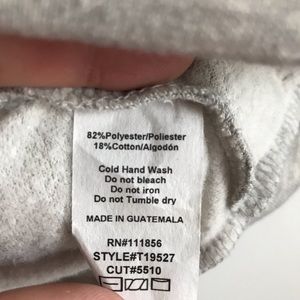 82%Polyester/Poliester
18%Cotton/Algodón
Cold Hand Wash
Do not bleach
Do not iron
Do not Tumble dry
MADE IN GUATEMALA
RN#111856
STYLE#T19527
CUT#5510